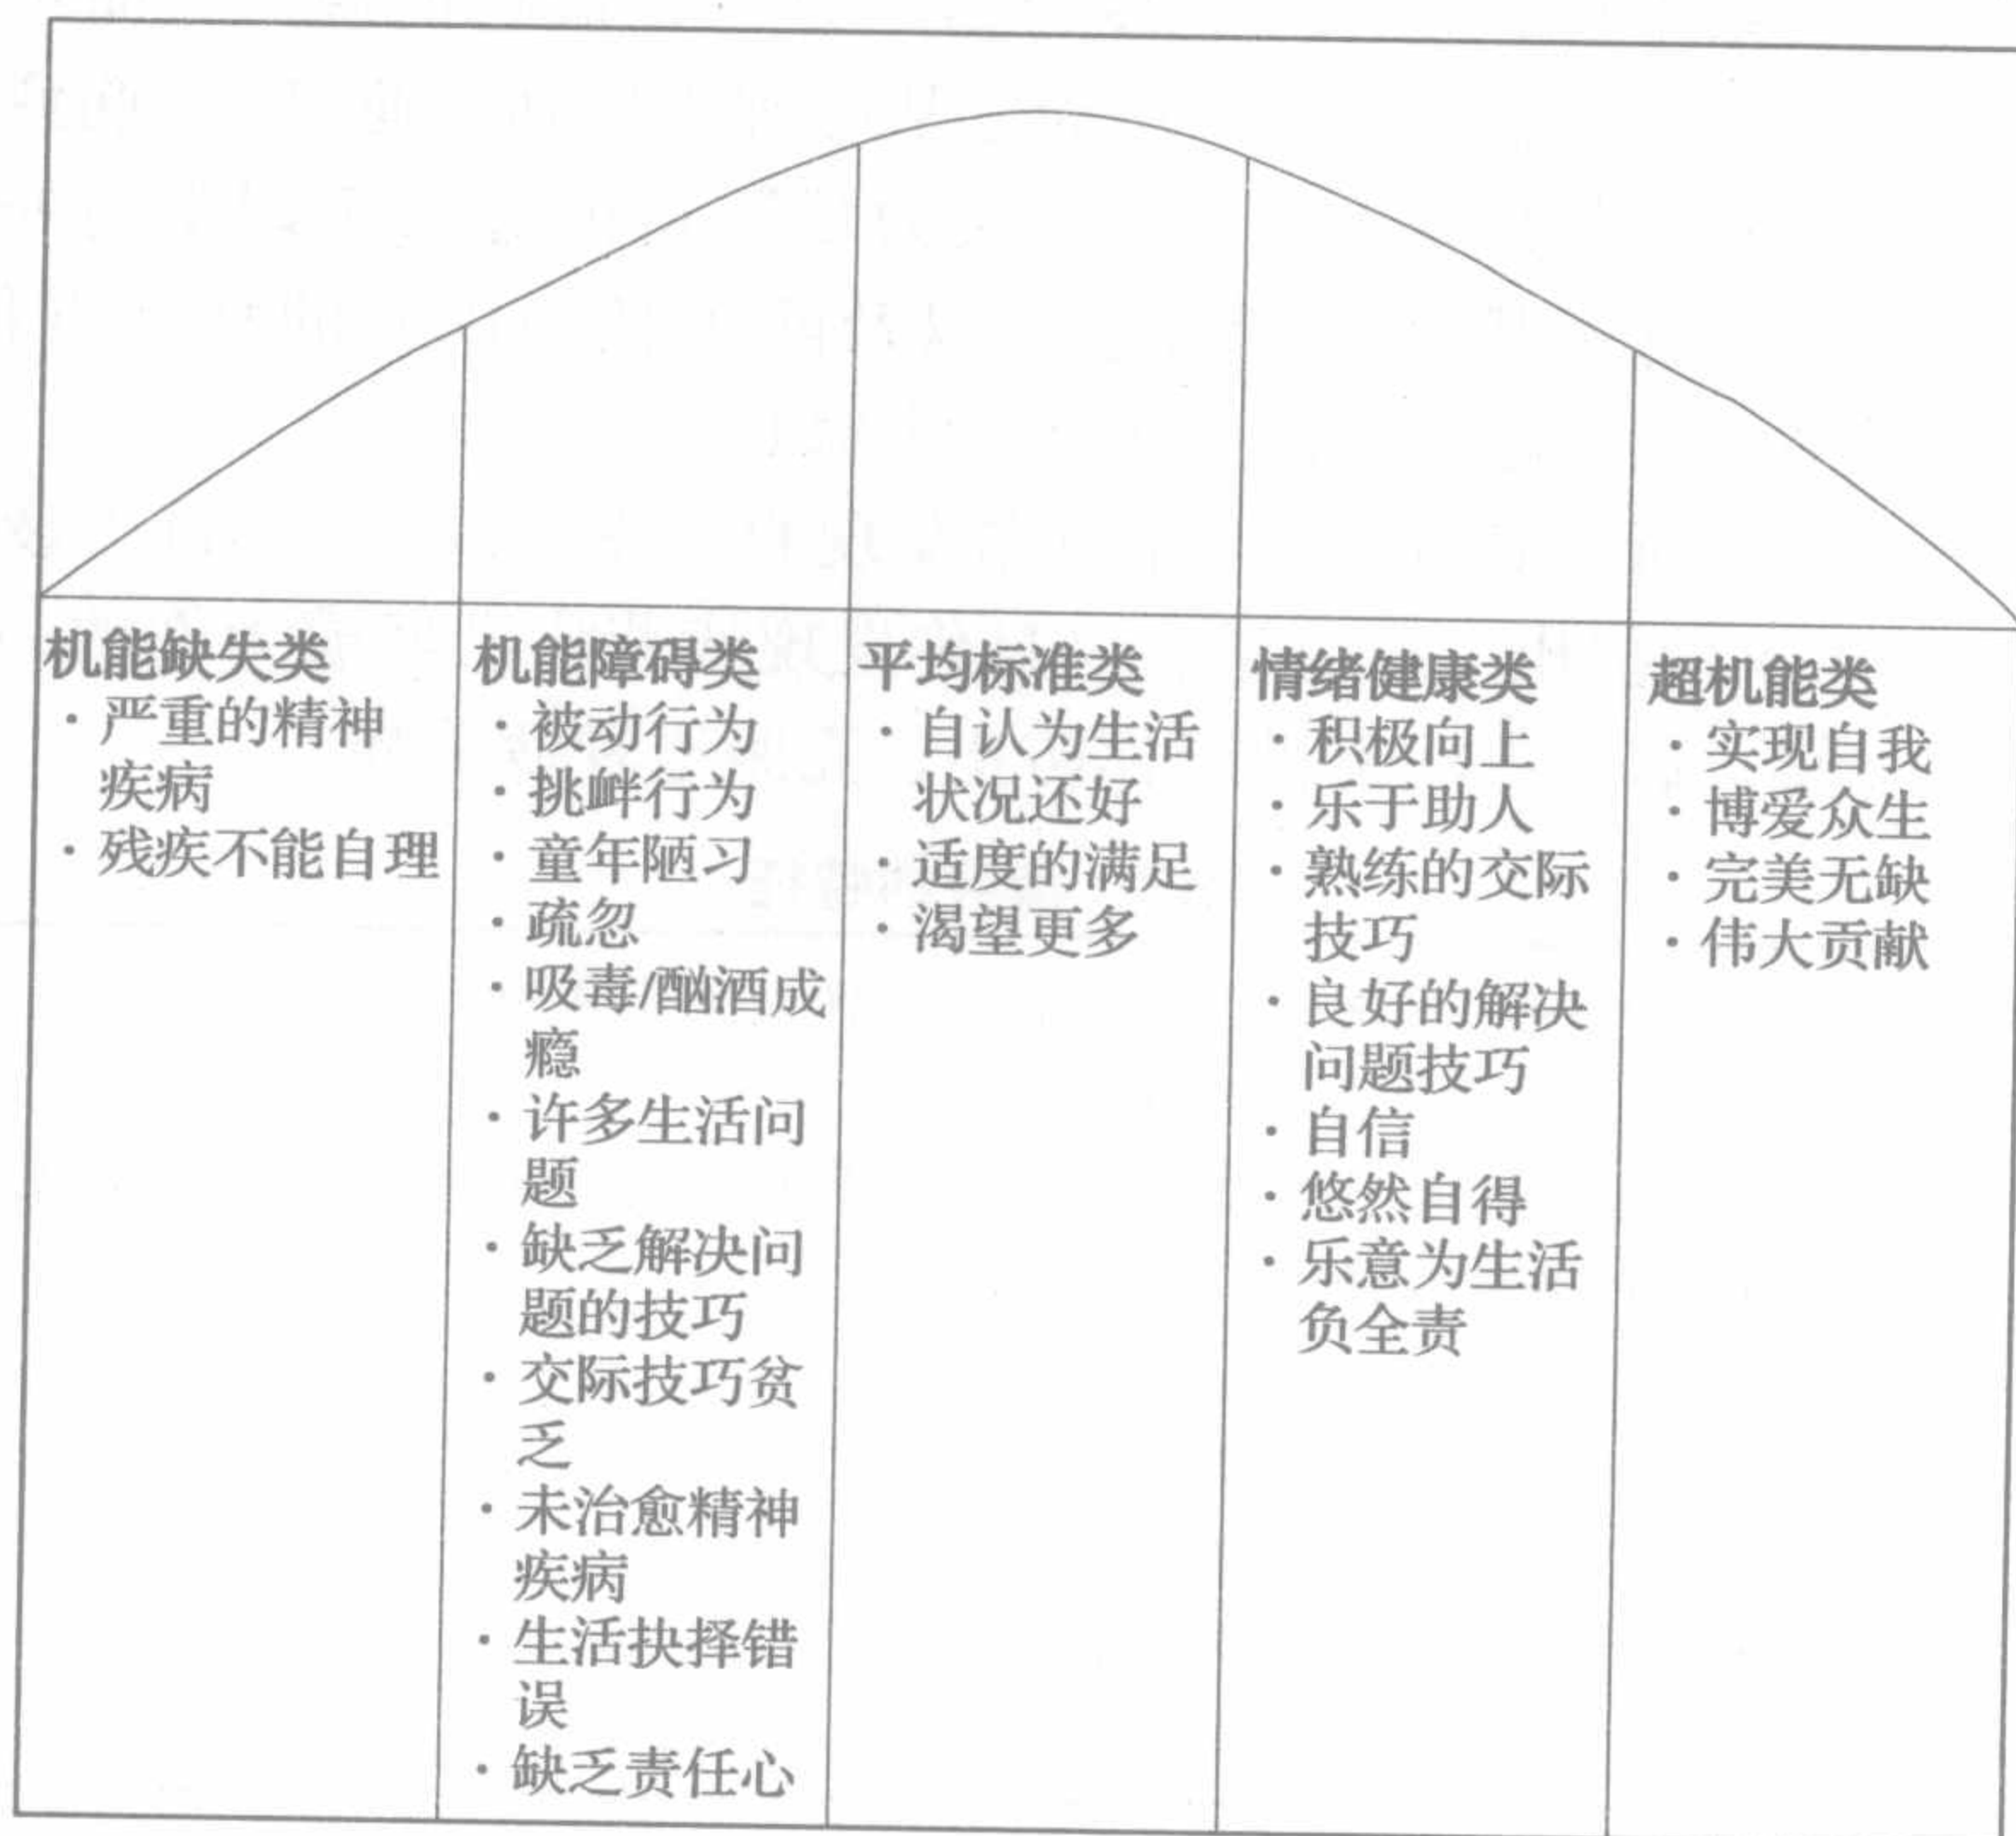 机能缺失类
· 严重的精神
疾病
· 残疾不能自理
机能障碍类
· 被动行为
· 挑衅行为
· 童年陋习
· 疏忽
· 吸毒/酗酒成
瘾
· 许多生活问
题
· 缺乏解决问
题的技巧
· 交际技巧贫
乏
· 未治愈精神
疾病
· 生活抉择错
误
· 缺乏责任心
平均标准类
· 自认为生活
状况还好
· 适度的满足
· 渴望更多
情绪健康类
· 积极向上
· 乐于助人
· 熟练的交际
技巧
· 良好的解决
问题技巧
· 自信
· 悠然自得
· 乐意为生活
负全责
超机能类
· 实现自我
· 博爱众生
· 完美无缺
· 伟大贡献